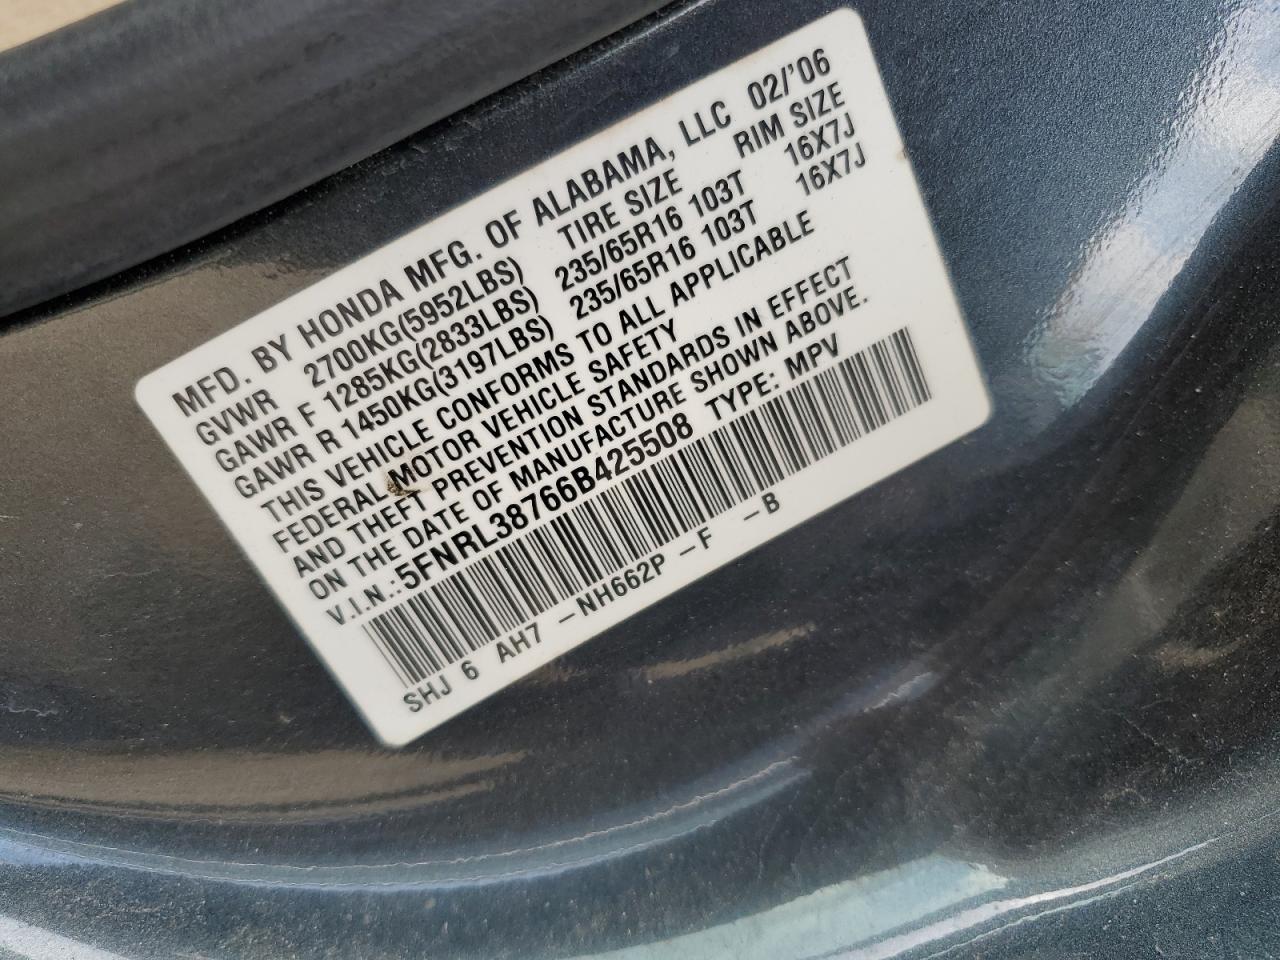 MFD. BY HONDA MFG. OF ALABAMA, LLC 02/'06
GVWR 2700KG(5952LBS) TIRE SIZE RIM SIZE
GAWR F 1285KG(2833LBS) 235/65R16 103T 16X7J
GAWR R 1450KG(3197LBS) 235/65R16 103T 16X7J
THIS VEHICLE CONFORMS TO ALL APPLICABLE
FEDERAL MOTOR VEHICLE SAFETY
AND THEFT PREVENTION STANDARDS IN EFFECT
ON THE DATE OF MANUFACTURE SHOWN ABOVE.
V.I.N.:5FNRL38766B425508 TYPE: MPV
SHJ 6 AH7 -NH662P -F -B